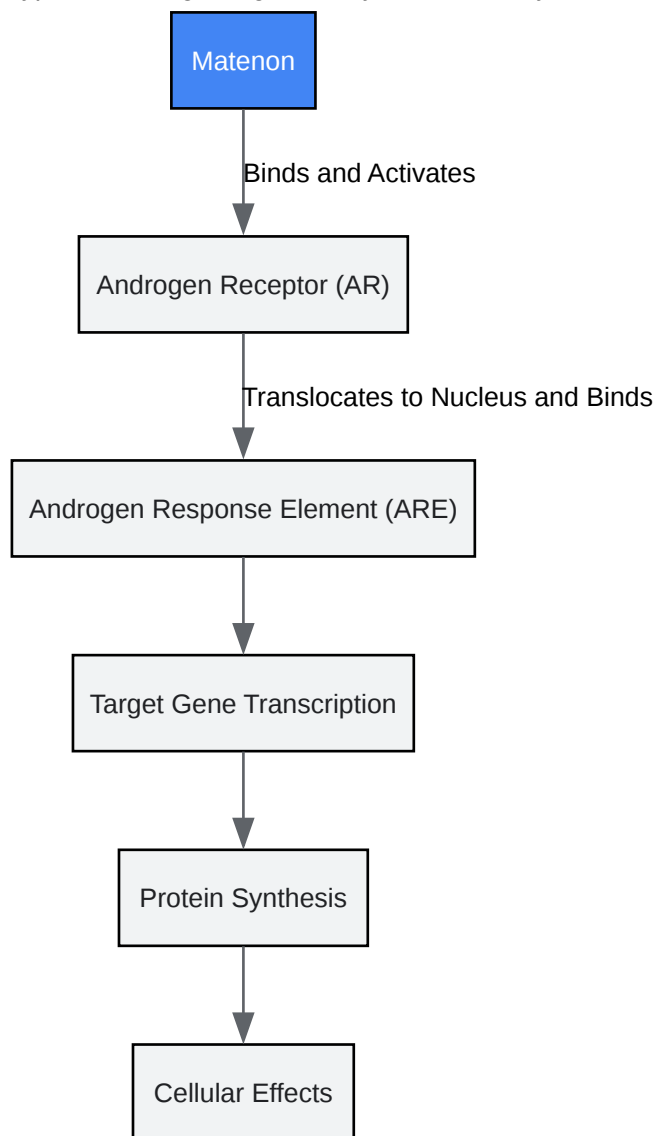 Matenon
Binds and Activates
Androgen Receptor (AR)
Translocates to Nucleus and Binds
Androgen Response Element (ARE)
Target Gene Transcription
Protein Synthesis
Cellular Effects